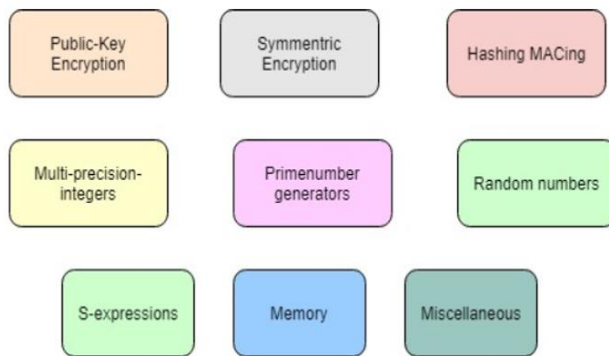 Public-Key
Encryption
Symmentric
Encryption
Hashing MACing
Multi-precision-
integers
Primenumber
generators
Random numbers
S-expressions
Memory
Miscellaneous